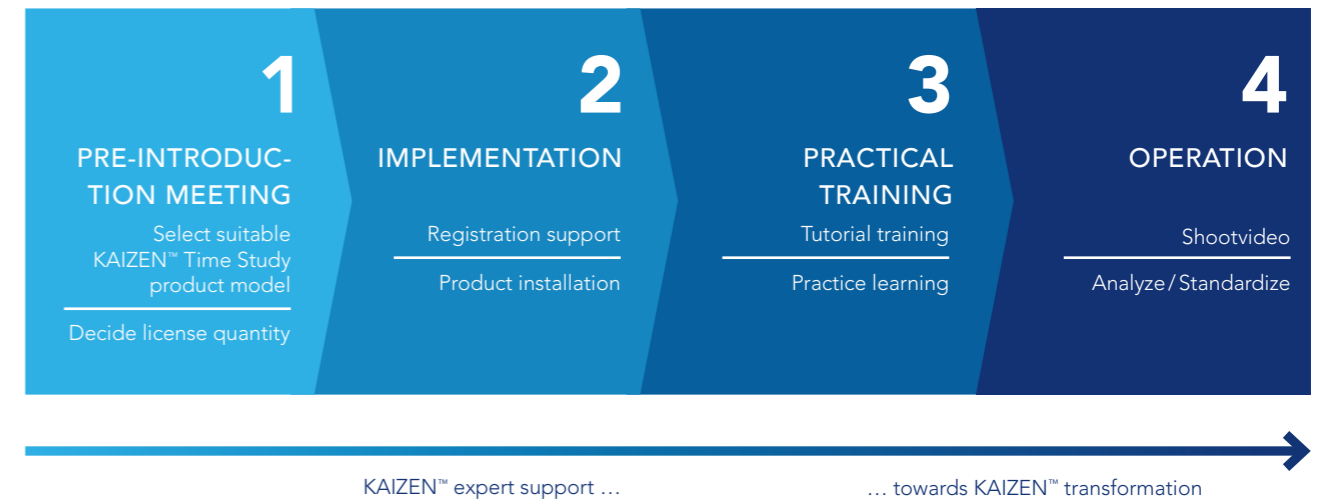 1
PRE-INTRODUC-
TION MEETING
Select suitable
KAIZEN™ Time Study
product model
Decide license quantity
2
IMPLEMENTATION
Registration support
Product installation
3
PRACTICAL
TRAINING
Tutorial training
Practice learning
4
OPERATION
Shootvideo
Analyze/Standardize
KAIZEN™ expert support ...
... towards KAIZEN™ transformation